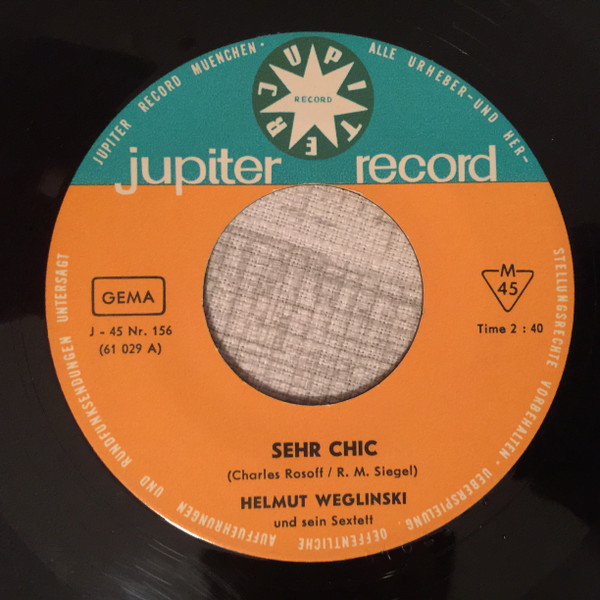 JUPITER RECORD MUENCHEN · ALLE URHEBER-UND HER-
STELLUNGSRECHTE VORBEHALTEN · UEBERSPIELUNG, OEFFENTLICHE AUFFUEHRUNGEN UND RUNDFUNKSENDUNGEN UNTERSAGT
JUPITER
RECORD
jupiter record
GEMA
J - 45 Nr. 156
(61 029 A)
M
45
Time 2 : 40
SEHR CHIC
(Charles Rosoff / R. M. Siegel)
HELMUT WEGLINSKI
und sein Sextett